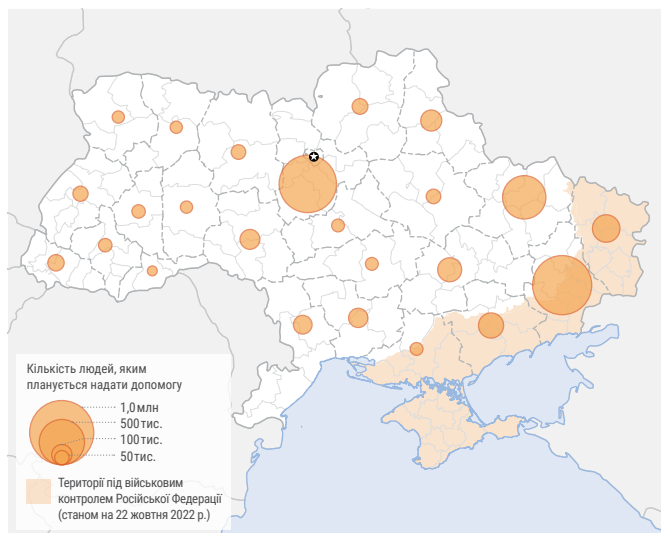 Кількість людей, яким
планується надати допомогу
1,0 млн
500 тис.
100 тис.
50 тис.
Території під військовим
контролем Російської Федерації
(станом на 22 жовтня 2022 р.)